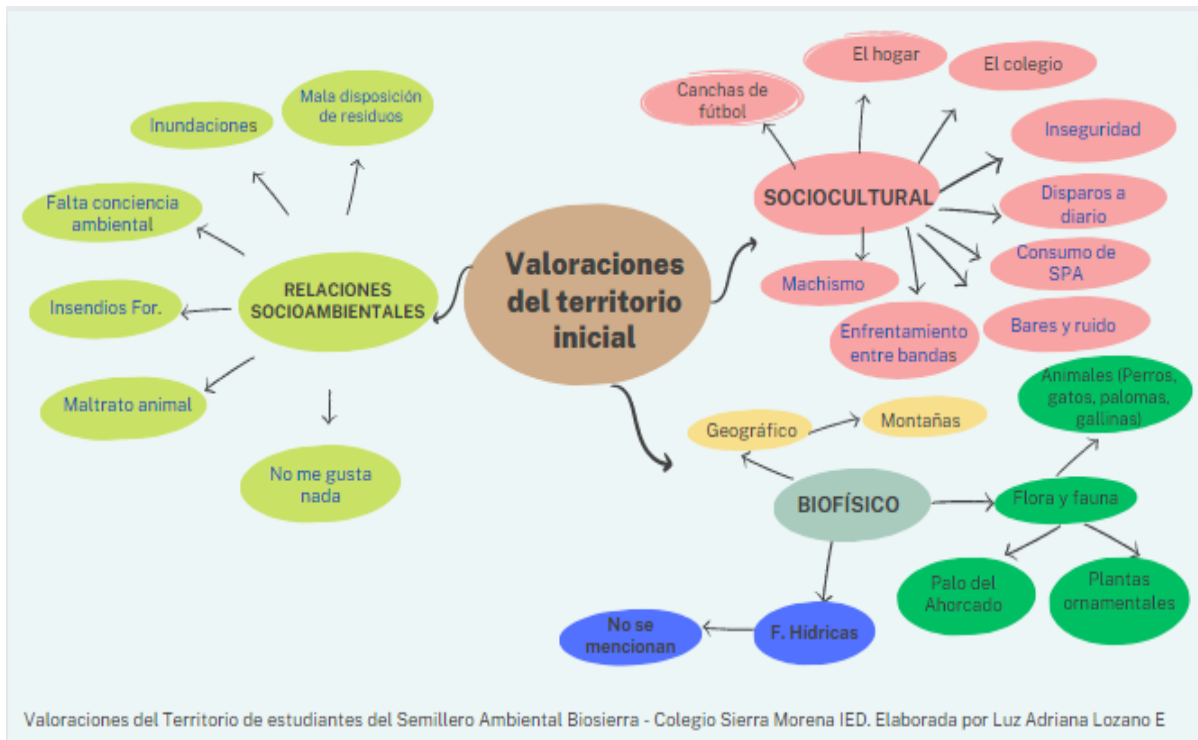 Valoraciones
del territorio
inicial
RELACIONES
SOCIOAMBIENTALES
Mala disposición
de residuos
Inundaciones
Falta conciencia
ambiental
Insendios For.
Maltrato animal
No me gusta
nada
SOCIOCULTURAL
Canchas de
fútbol
El hogar
El colegio
Inseguridad
Disparos a
diario
Consumo de
SPA
Bares y ruido
Enfrentamiento
entre bandas
Machismo
BIOFÍSICO
Geográfico
Montañas
Flora y fauna
Animales (Perros,
gatos, palomas,
gallinas)
Palo del
Ahorcado
Plantas
ornamentales
F. Hídricas
No se
mencionan
Valoraciones del Territorio de estudiantes del Semillero Ambiental Biosierra - Colegio Sierra Morena IED. Elaborada por Luz Adriana Lozano E